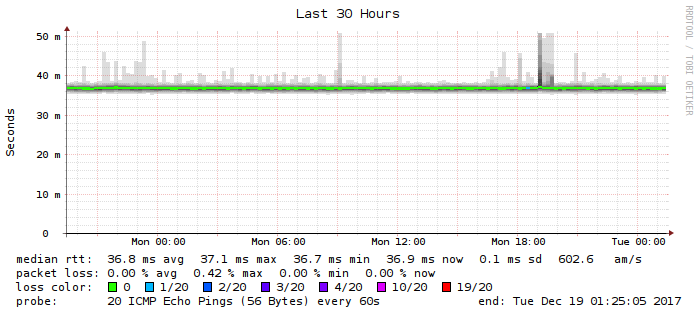 Last 30 Hours
RRDTOOL / TOBI OETIKER
Seconds
50 m
40 m
30 m
20 m
10 m
0
Mon 00:00 Mon 06:00 Mon 12:00 Mon 18:00 Tue 00:00
median rtt: 36.8 ms avg 37.1 ms max 36.7 ms min 36.9 ms now 0.1 ms sd 602.6 am/s
packet loss: 0.00 % avg 0.42 % max 0.00 % min 0.00 % now
loss color: 0 1/20 2/20 3/20 4/20 10/20 19/20
probe: 20 ICMP Echo Pings (56 Bytes) every 60s end: Tue Dec 19 01:25:05 2017